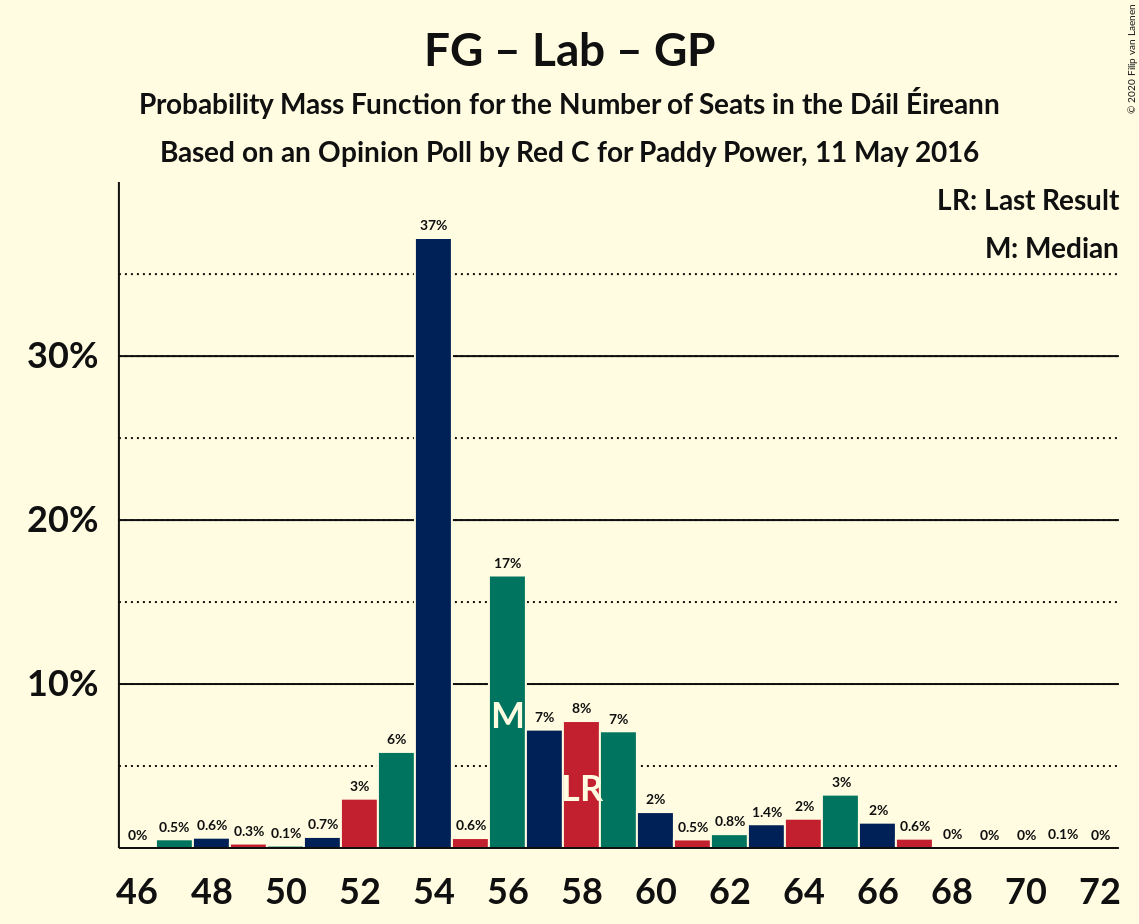 FG – Lab – GP
Probability Mass Function for the Number of Seats in the Dáil Éireann
Based on an Opinion Poll by Red C for Paddy Power, 11 May 2016
© 2020 Filip van Laenen
LR: Last Result
M: Median
30%
20%
10%
0% 0.5% 0.6% 0.3% 0.1% 0.7% 3% 6% 37% 0.6% 17% 7% 8% 7% 2% 0.5% 0.8% 1.4% 2% 3% 2% 0.6% 0% 0% 0% 0.1% 0%
M
LR
46 48 50 52 54 56 58 60 62 64 66 68 70 72